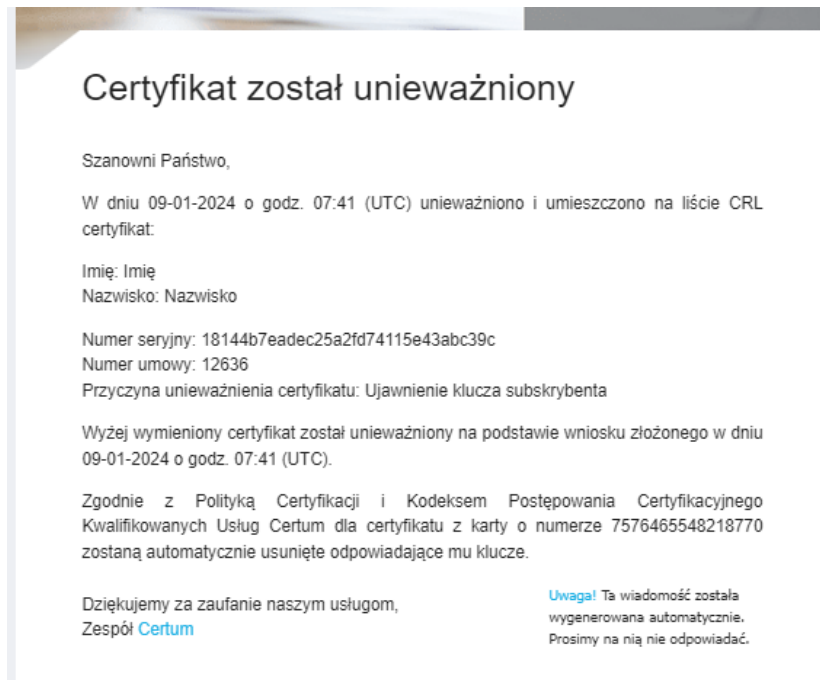 Certyfikat został unieważniony
Szanowni Państwo,
W dniu 09-01-2024 o godz. 07:41 (UTC) unieważniono i umieszczono na liście CRL
certyfikat:
Imię: Imię
Nazwisko: Nazwisko
Numer seryjny: 18144b7eadec25a2fd74115e43abc39c
Numer umowy: 12636
Przyczyna unieważnienia certyfikatu: Ujawnienie klucza subskrybenta
Wyżej wymieniony certyfikat został unieważniony na podstawie wniosku złożonego w dniu
09-01-2024 o godz. 07:41 (UTC).
Zgodnie z Polityką Certyfikacji i Kodeksem Postępowania Certyfikacyjnego
Kwalifikowanych Usług Certum dla certyfikatu z karty o numerze 7576465548218770
zostaną automatycznie usunięte odpowiadające mu klucze.
Dziękujemy za zaufanie naszym usługom,
Zespół Certum
Uwaga! Ta wiadomość została
wygenerowana automatycznie.
Prosimy na nią nie odpowiadać.